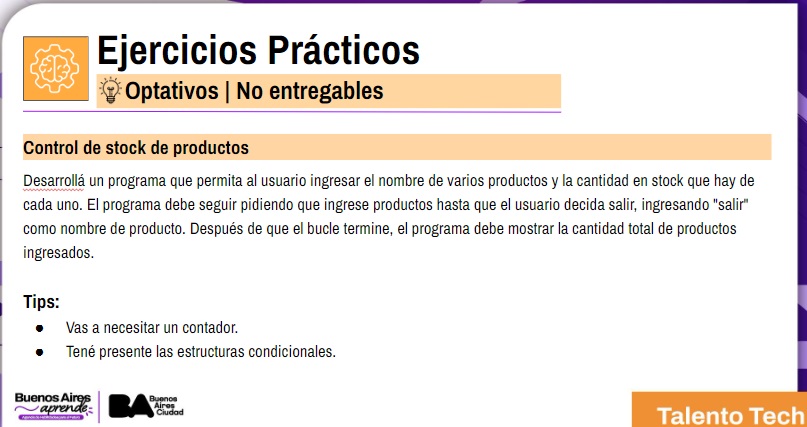 Ejercicios Prácticos
Optativos | No entregables
Control de stock de productos
Desarrollá un programa que permita al usuario ingresar el nombre de varios productos y la cantidad en stock que hay de
cada uno. El programa debe seguir pidiendo que ingrese productos hasta que el usuario decida salir, ingresando "salir"
como nombre de producto. Después de que el bucle termine, el programa debe mostrar la cantidad total de productos
ingresados.
Tips:
● Vas a necesitar un contador.
● Tené presente las estructuras condicionales.
Buenos Aires
aprende
BA Buenos
Aires
Ciudad
Talento Tech